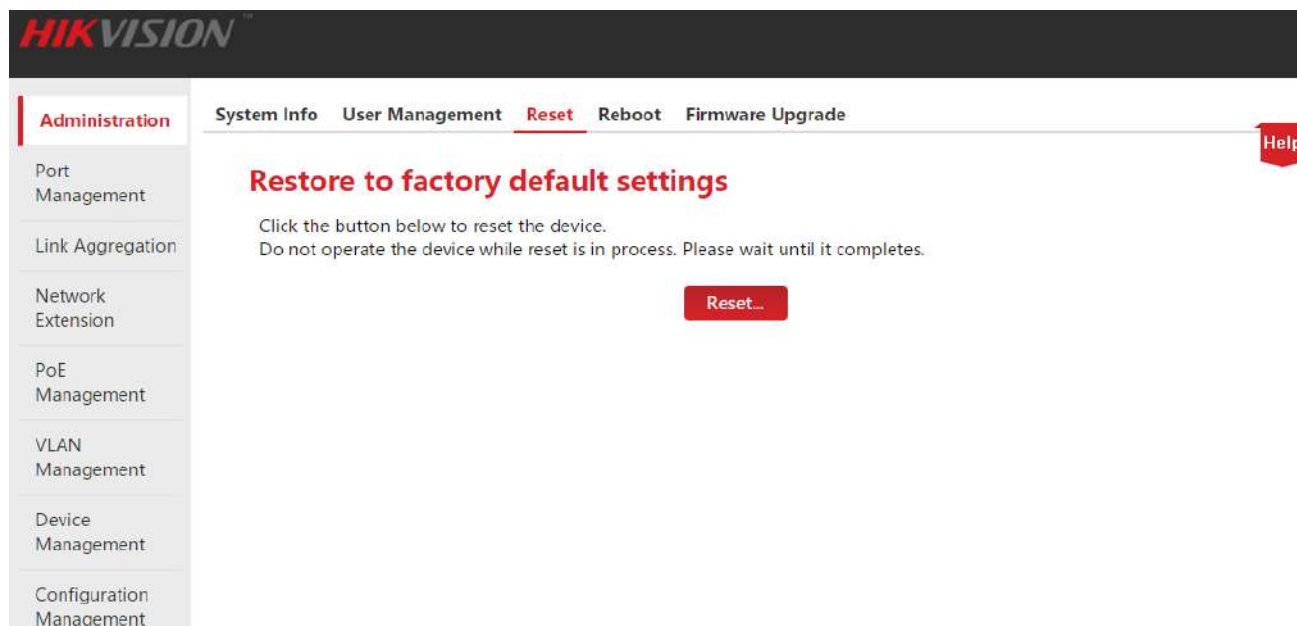 HIKVISION™
System Info User Management Reset Reboot Firmware Upgrade
Help
Administration
Port
Management
Link Aggregation
Network
Extension
PoE
Management
VLAN
Management
Device
Management
Configuration
Management
Restore to factory default settings
Click the button below to reset the device.
Do not operate the device while reset is in process. Please wait until it completes.
Reset...